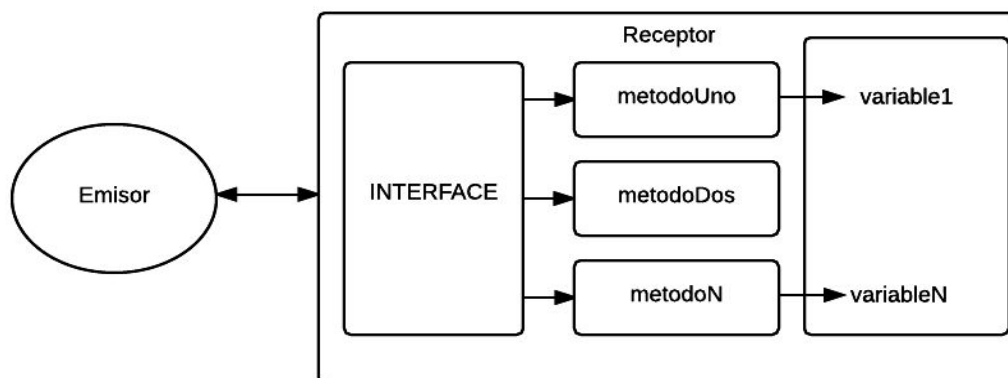 Receptor
Emisor
INTERFACE
metodoUno
metodoDos
metodoN
variable1
variableN